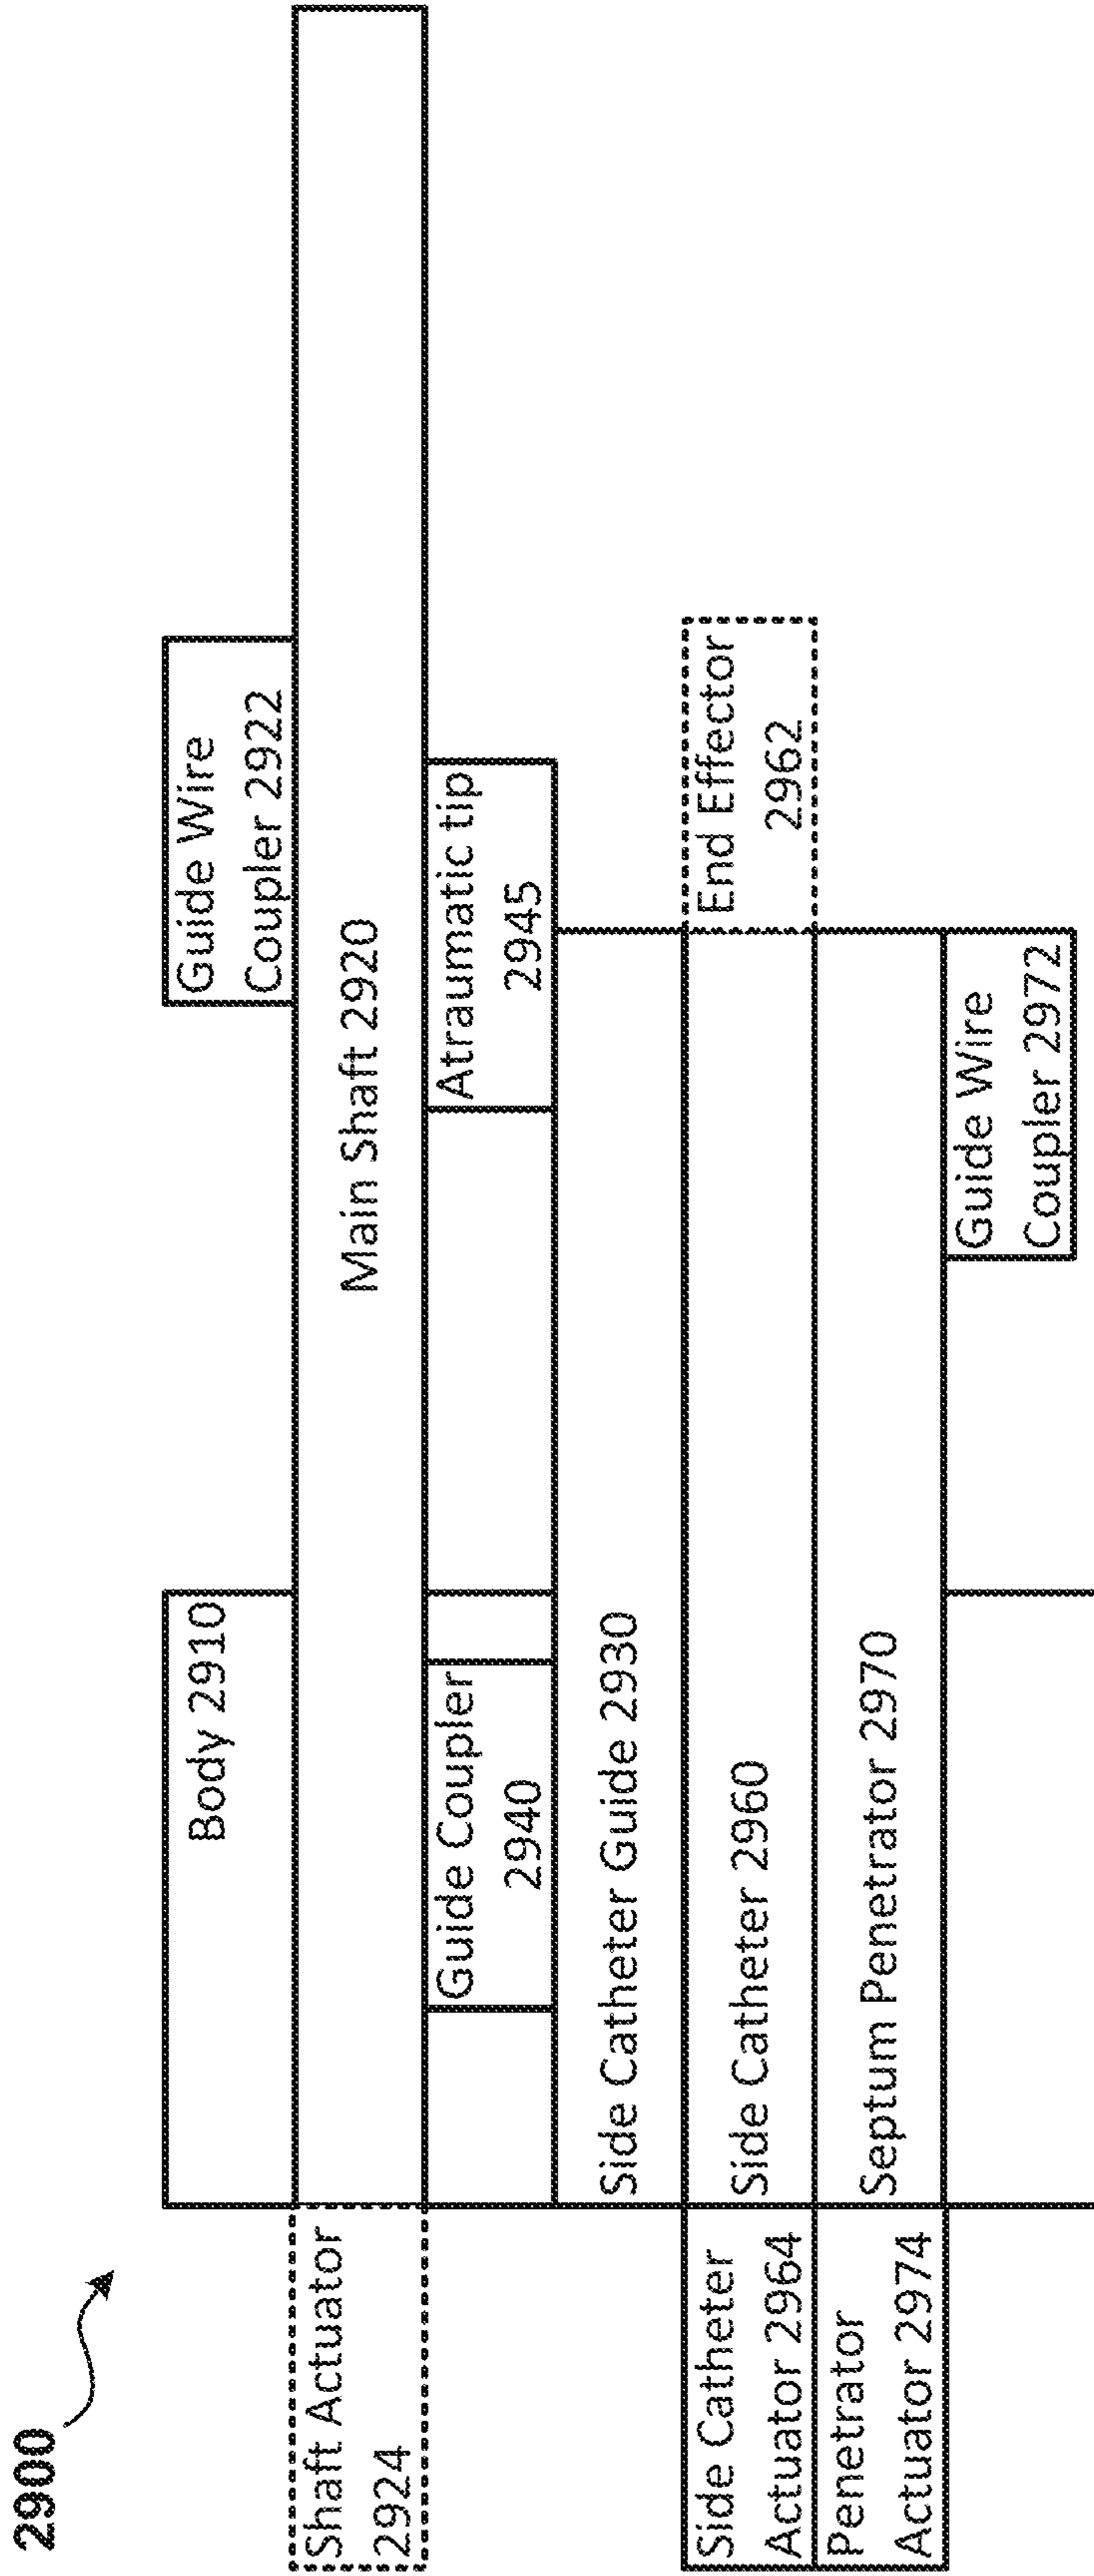 2900
Body 2910
Guide Wire
Coupler 2922
Shaft Actuator
2924
Main Shaft 2920
Guide Coupler
2940
Atraumatic tip
2945
Side Catheter Guide 2930
Side Catheter
Actuator 2964
Side Catheter 2960
End Effector
2962
Penetrator
Actuator 2974
Septum Penetrator 2970
Guide Wire
Coupler 2972